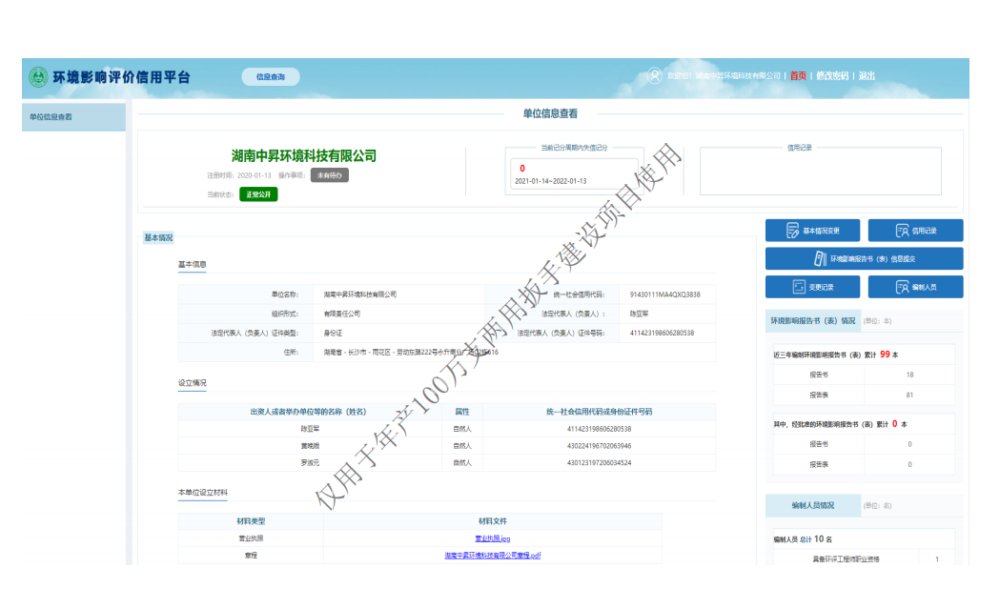 环境影响评价信用平台
信息查询
欢迎您！湖南中昇环境科技有限公司 | 首页 | 修改密码 | 退出
单位信息查看
单位信息查看
湖南中昇环境科技有限公司
注册时间：2020-01-13 操作事项： 未有待办
当前状态： 正常公开
当前记分周期内失信记分
0
2021-01-14~2022-01-13
信用记录
基本情况
基本信息
单位名称： 湖南中昇环境科技有限公司 统一社会信用代码： 91430111MA4QXQ3838
组织形式： 有限责任公司 法定代表人（负责人）： 陈亚军
法定代表人（负责人）证件类型： 身份证 法定代表人（负责人）证件号码： 411423198606280538
住所： 湖南省 - 长沙市 - 雨花区 - 劳动东路222号永升商业广场02栋616
设立情况
出资人或者举办单位等的名称（姓名） 属性 统一社会信用代码或身份证件号码
陈亚军 自然人 411423198606280538
自然人 430224196702063946
罗淑元 自然人 430123197206034524
本单位设立材料
材料类型 材料文件
营业执照 营业执照.jpg
章程 湖南中昇环境科技有限公司章程.pdf
基本情况变更 信用记录
环境影响报告书（表）信息提交
变更记录 编制人员
环境影响报告书（表）情况 (单位：本)
近三年编制环境影响报告书（表）累计 99 本
报告书 18
报告表 81
其中，经批准的环境影响报告书（表）累计 0 本
报告书 0
报告表 0
编制人员情况 (单位：名)
编制人员 总计 10 名
具备环评工程师职业资格 1
仅用于年产100万支两用扳手建设项目使用